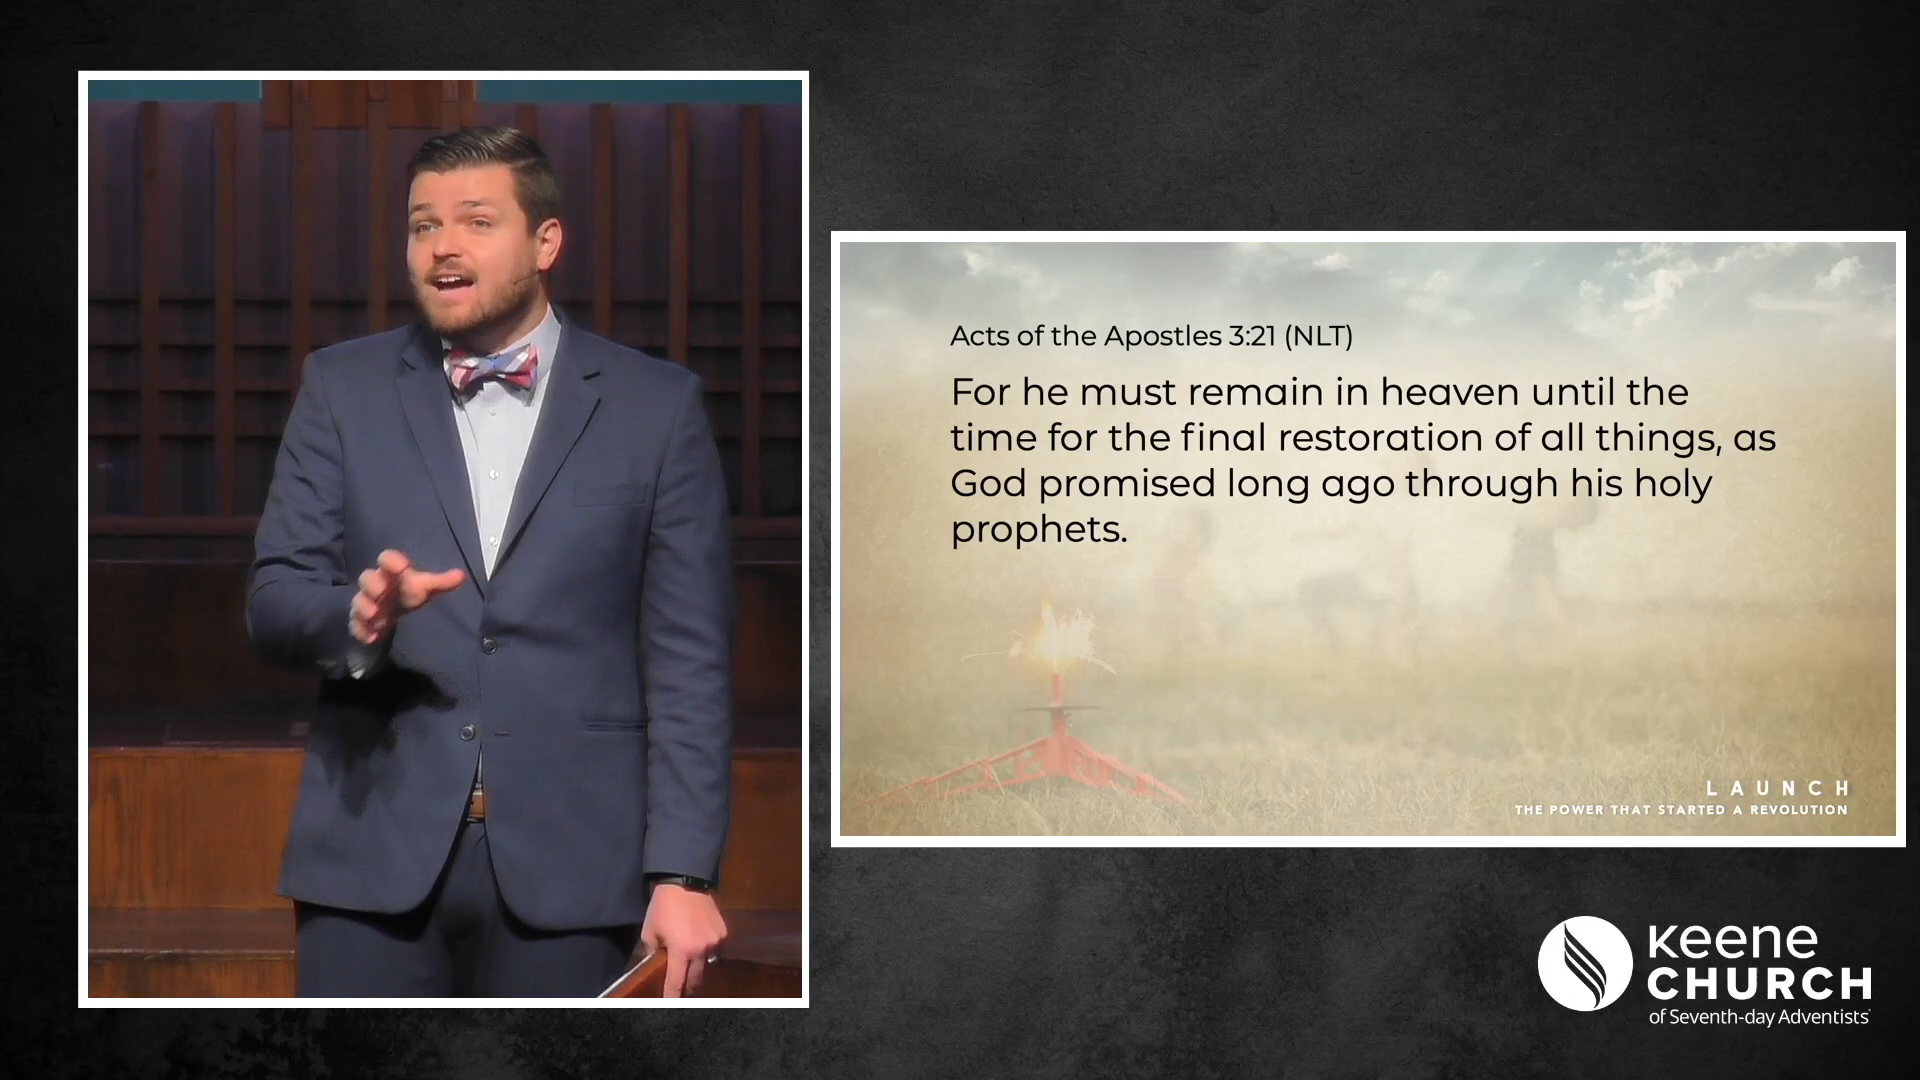 Acts of the Apostles 3:21 (NLT)
For he must remain in heaven until the
time for the final restoration of all things, as
God promised long ago through his holy
prophets.
LAUNCH
THE POWER THAT STARTED A REVOLUTION
Keene
CHURCH
of Seventh-day Adventists